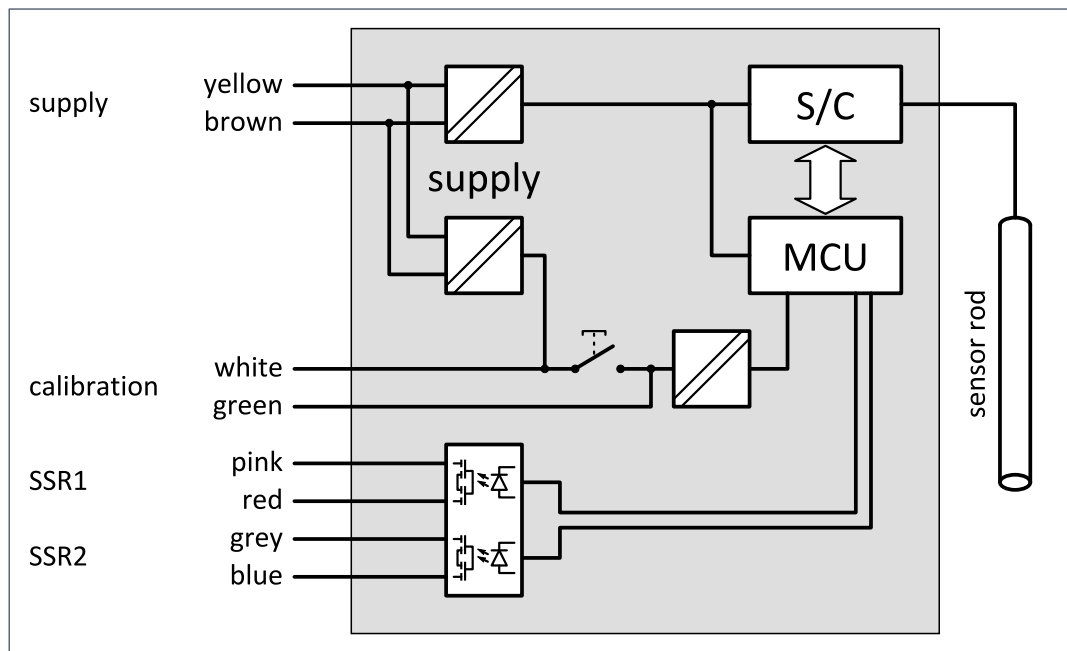 supply
yellow
brown
S/C
supply
MCU
sensor rod
calibration
white
green
SSR1
pink
red
SSR2
grey
blue